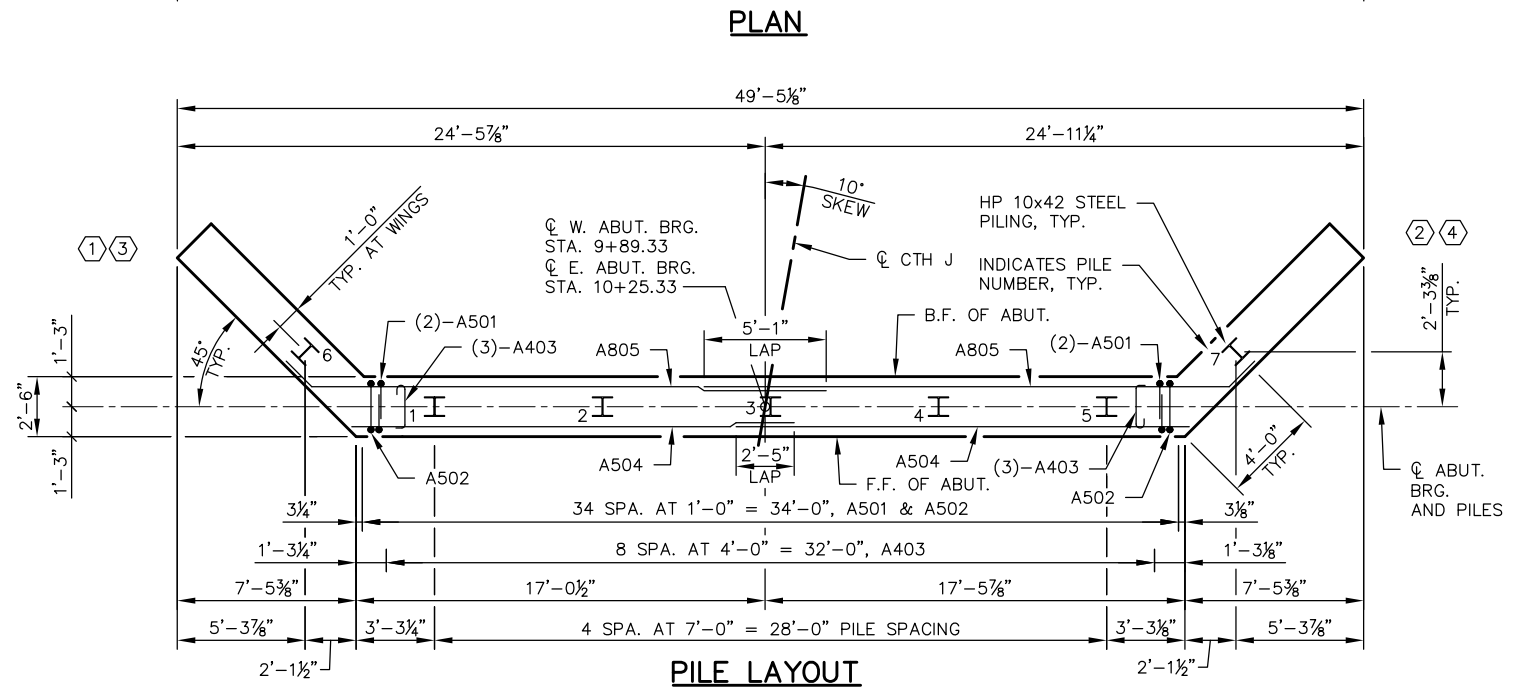 PLAN
49'-5⅛"
24'-5⅞"
24'-11¼"
10°
SKEW
HP 10x42 STEEL
PILING, TYP.
1'-0"
TYP. AT WINGS
℄ W. ABUT. BRG.
STA. 9+89.33
℄ E. ABUT. BRG.
STA. 10+25.33
℄ CTH J
INDICATES PILE
NUMBER, TYP.
1 3
2 4
2'-3⅜"
TYP.
B.F. OF ABUT.
(2)-A501
(3)-A403
5'-1"
LAP
A805
A805
(2)-A501
45°
TYP.
6
7
1'-3"
2'-6"
1'-3"
1
2
3
4
5
A504
2'-5"
LAP
A504
(3)-A403
A502
F.F. OF ABUT.
A502
4'-0"
TYP.
℄ ABUT.
BRG.
AND PILES
3¼"
34 SPA. AT 1'-0" = 34'-0", A501 & A502
3⅛"
1'-3¼"
8 SPA. AT 4'-0" = 32'-0", A403
1'-3⅛"
7'-5⅜"
17'-0½"
17'-5⅞"
7'-5⅜"
5'-3⅞"
3'-3¼"
4 SPA. AT 7'-0" = 28'-0" PILE SPACING
3'-3⅛"
5'-3⅞"
2'-1½"
2'-1½"
PILE LAYOUT